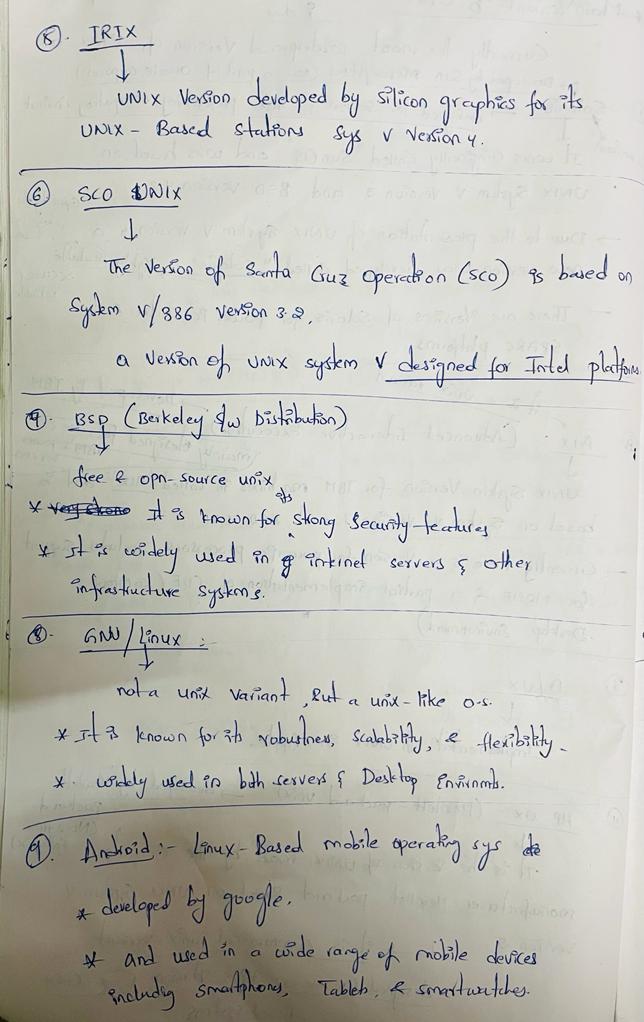 5. IRIX
↓
UNIX Version developed by Silicon graphics for its
UNIX - Based Stations Sys V Version 4.
6 SCO UNIX
↓
The Version of Santa Cruz Operation (SCO) is based on
System V/386 Version 3.2.
a Version of UNIX system V designed for Intel platform.
7. BSD (Berkeley S/w Distribution)
↓
free & opn-source unix
* It is known for its strong Security-features
* It is widely used in internet servers & other
infrastructure systems.
8. GNU/Linux :-
↓
not a unix variant, But a unix-like o.s.
* It is known for its robustness, Scalability, & flexibility.
* widely used in both servers & Desktop Envirnmts.
9. Android :- Linux-Based mobile operating sys
* developed by google.
* and used in a wide range of mobile devices
including smartphones, Tablets, & smartwatches.